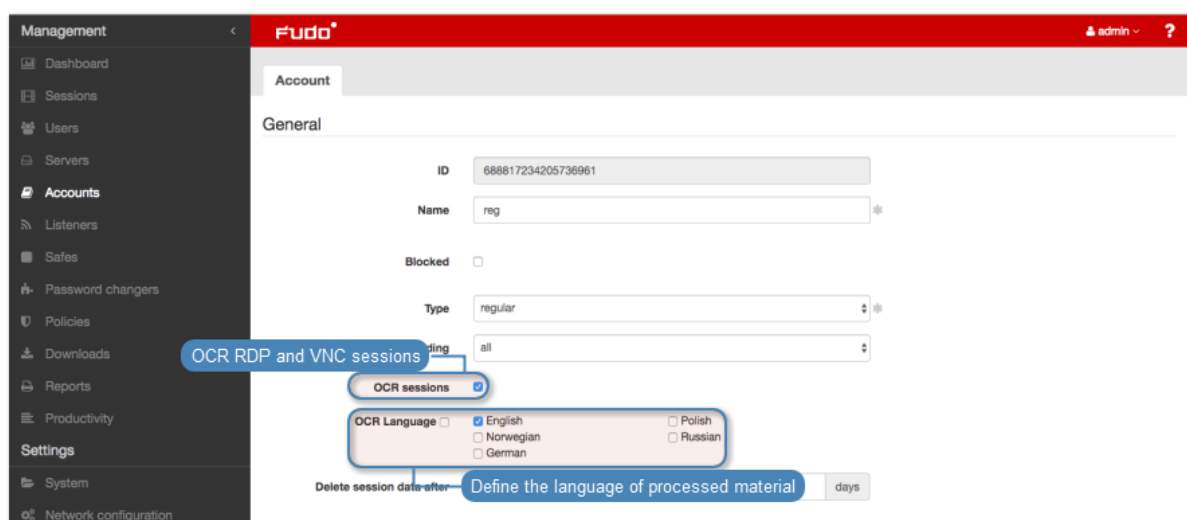 Management
Fudo
admin
?
Dashboard
Account
Sessions
General
Users
Servers
ID
688817234205736961
Accounts
Name
reg
Listeners
Safes
Blocked
Password changers
Type
regular
Policies
Downloads
OCR RDP and VNC sessions
ding
all
Reports
OCR sessions
Productivity
OCR Language
English
Polish
Norwegian
Russian
German
Settings
System
Delete session data after
Define the language of processed material
days
Network configuration